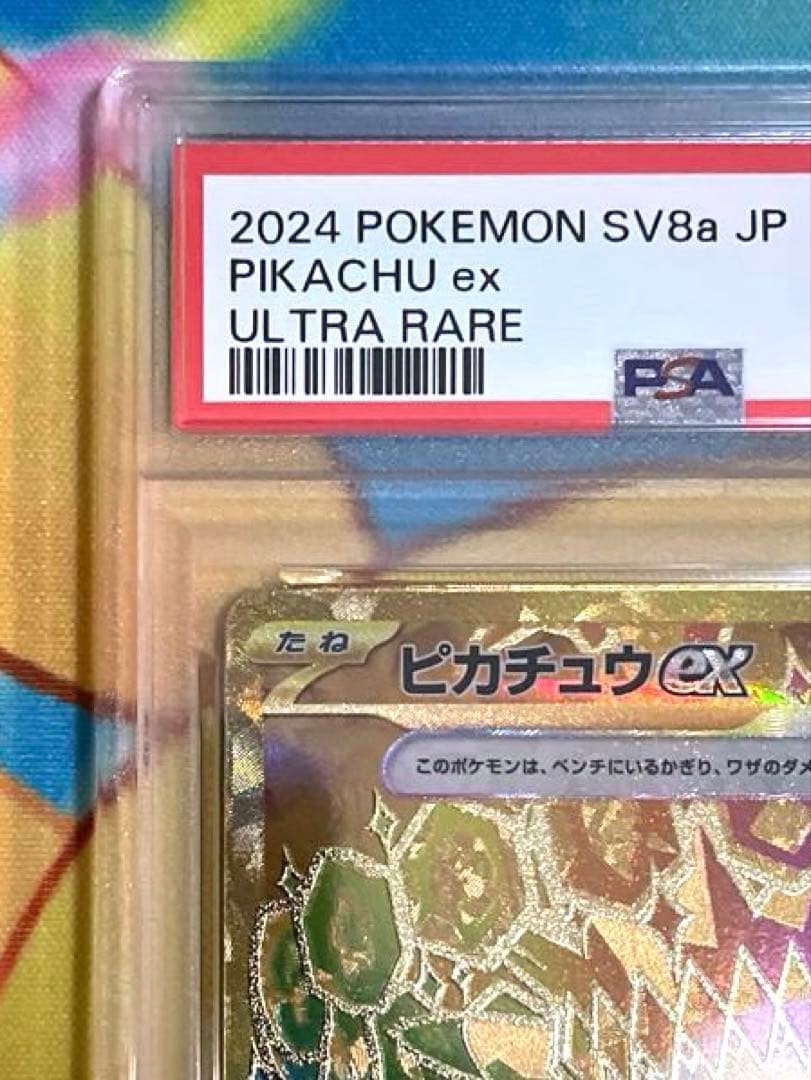 2024 POKEMON SV8a JP
PIKACHU ex
ULTRA RARE
PSA
たね
ピカチュウex
このポケモンは、ベンチにいるかぎり、ワザのダメ